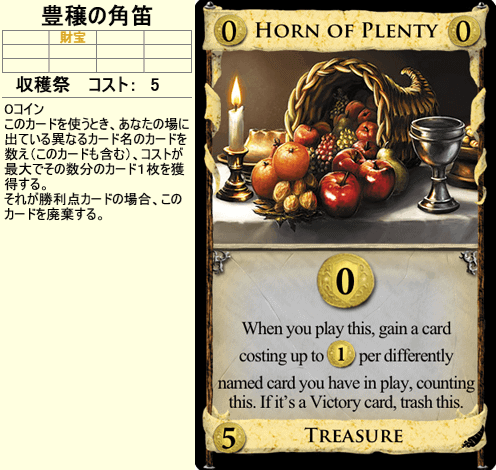 豊穣の角笛
財宝
収穫祭 コスト: 5
0コイン
このカードを使うとき、あなたの場に
出ている異なるカード名のカードを
数え(このカードも含む)、コストが
最大でその数分のカード1枚を獲
得する。
それが勝利点カードの場合、この
カードを廃棄する。
0 HORN OF PLENTY 0
0
When you play this, gain a card
costing up to 1 per differently
named card you have in play, counting
this. If it's a Victory card, trash this.
5 TREASURE